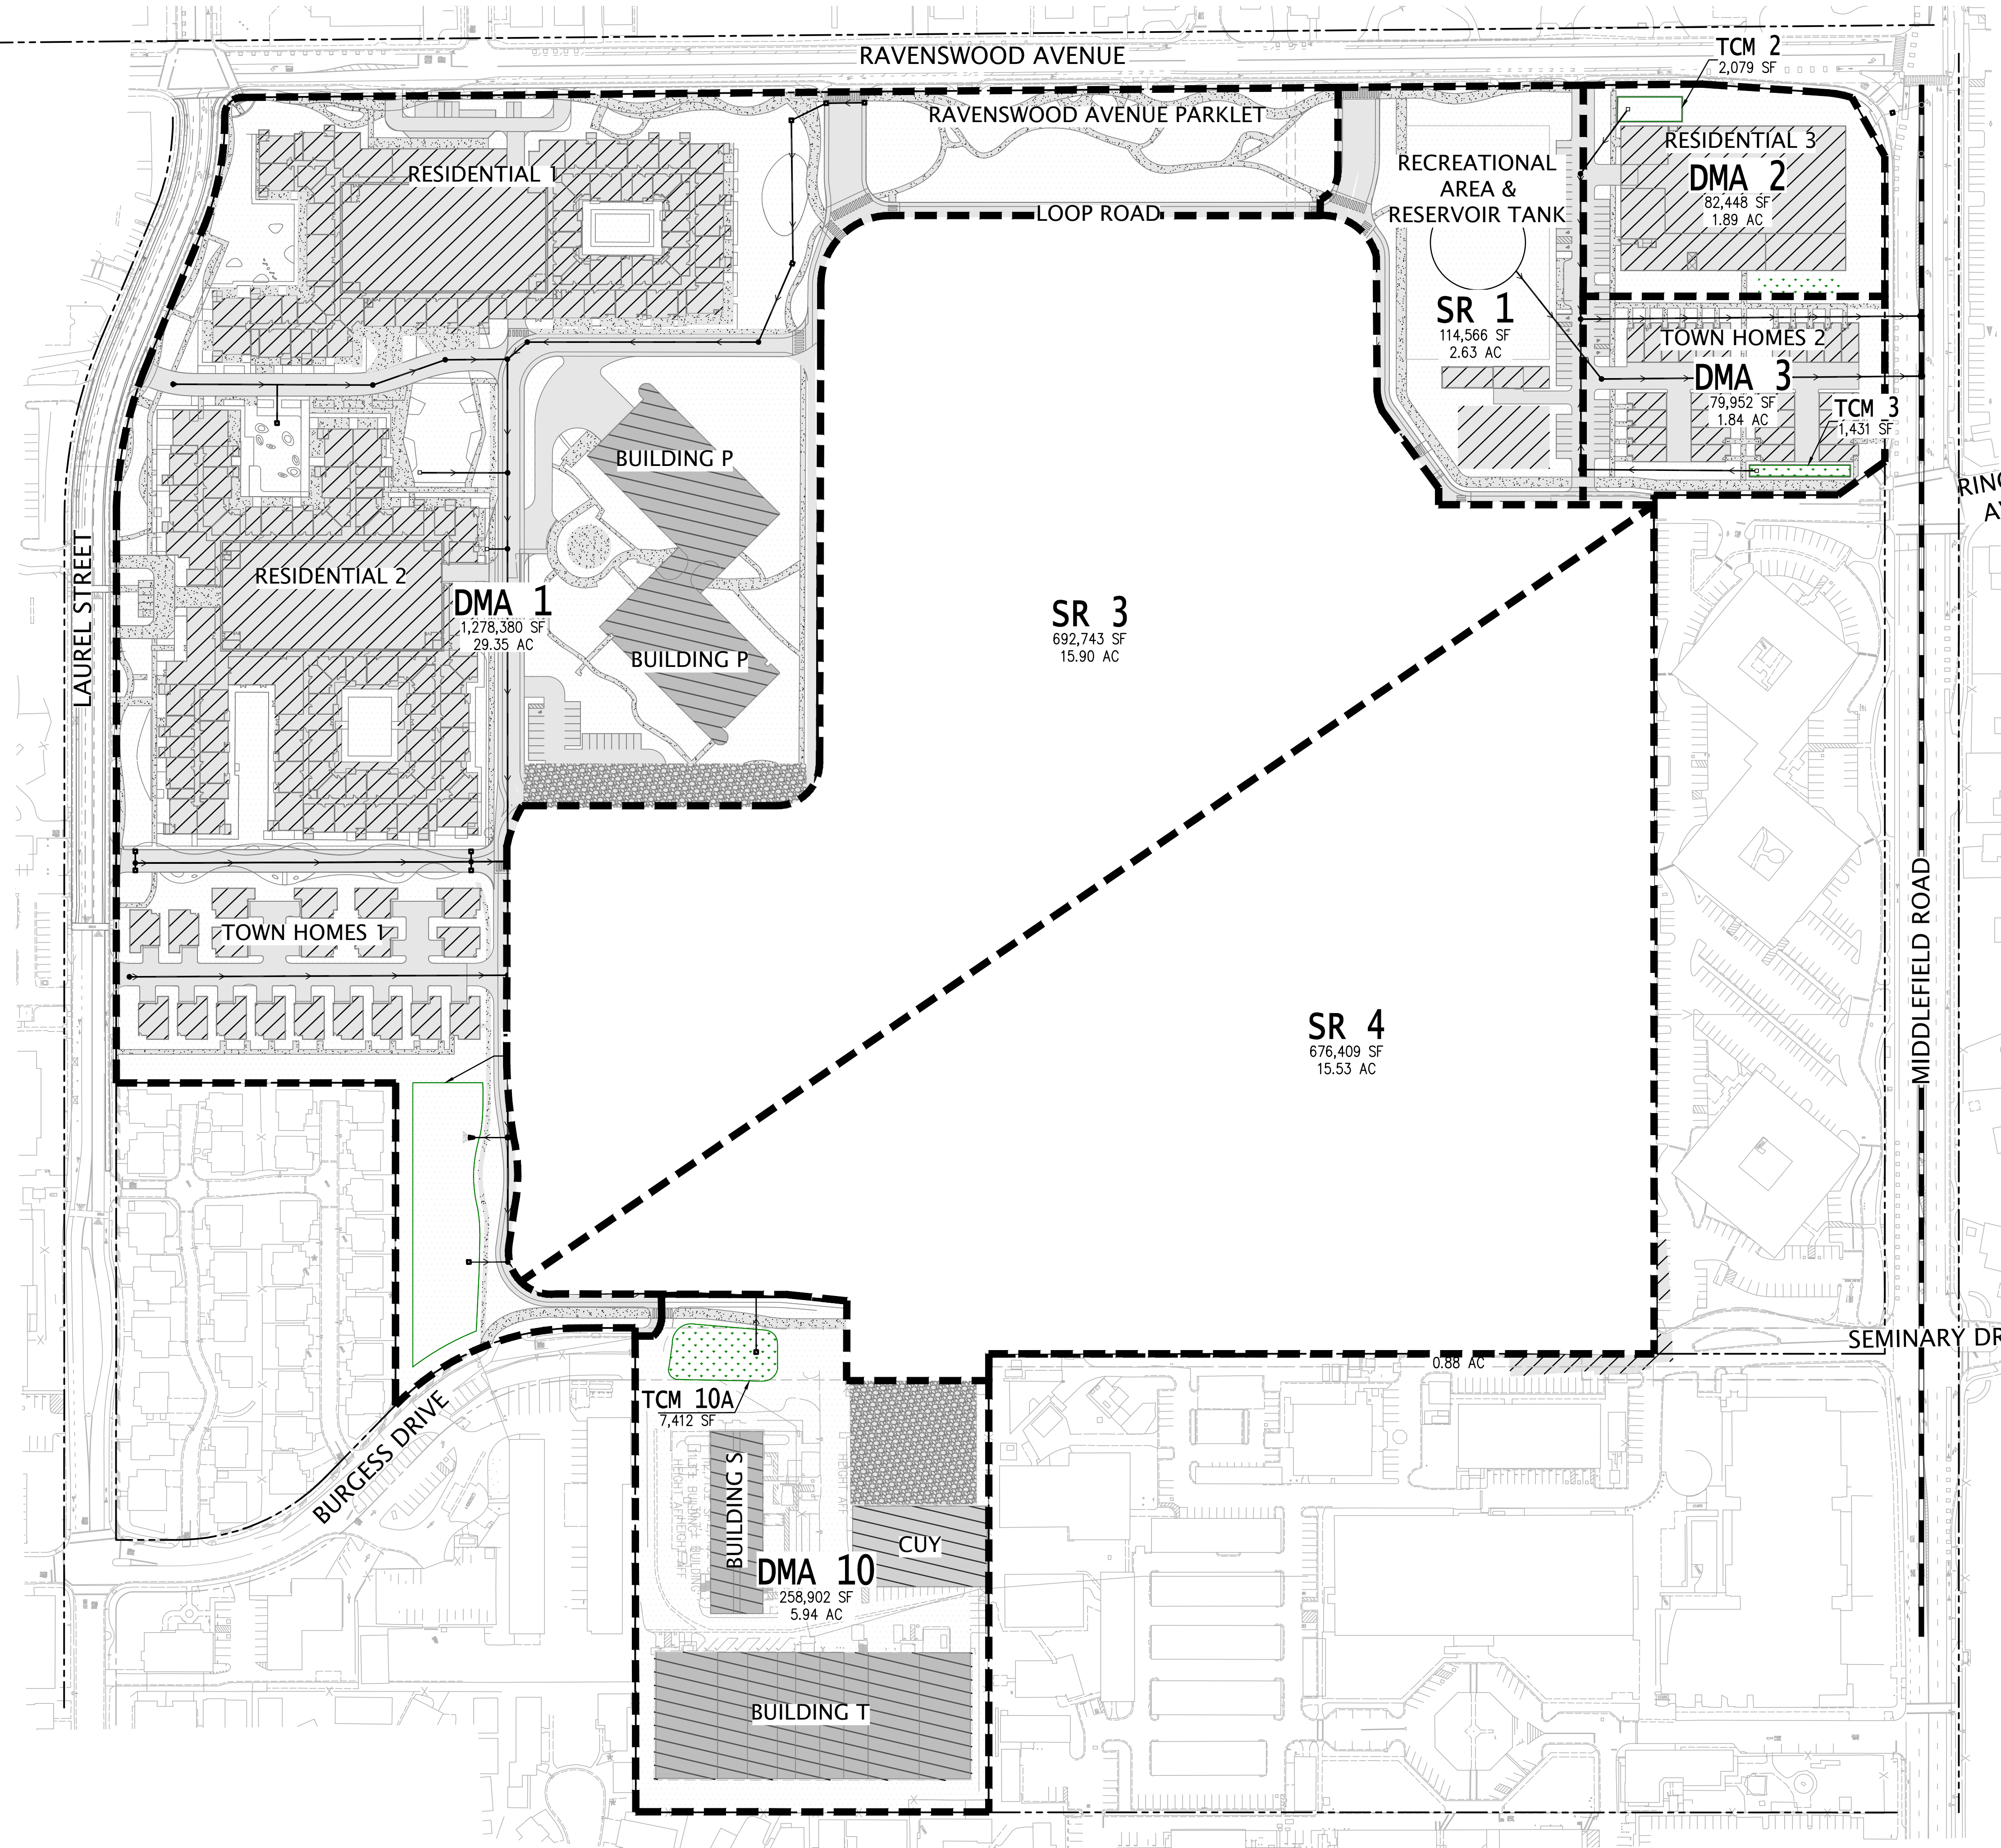 RAVENSWOOD AVENUE
TCM 2
2,079 SF
RAVENSWOOD AVENUE PARKLET
RESIDENTIAL 1
RECREATIONAL
AREA &
RESERVOIR TANK
RESIDENTIAL 3
DMA 2
82,448 SF
1.89 AC
LOOP ROAD
SR 1
114,566 SF
2.63 AC
TOWN HOMES 2
DMA 3
79,952 SF
1.84 AC
TCM 3
1,431 SF
BUILDING P
LAUREL STREET
RESIDENTIAL 2
DMA 1
1,278,380 SF
29.35 AC
BUILDING P
SR 3
692,743 SF
15.90 AC
TOWN HOMES 1
SR 4
676,409 SF
15.53 AC
MIDDLEFIELD ROAD
SEMINARY DR
0.88 AC
BURGESS DRIVE
TCM 10A
7,412 SF
BUILDING S
CUY
DMA 10
258,902 SF
5.94 AC
BUILDING T